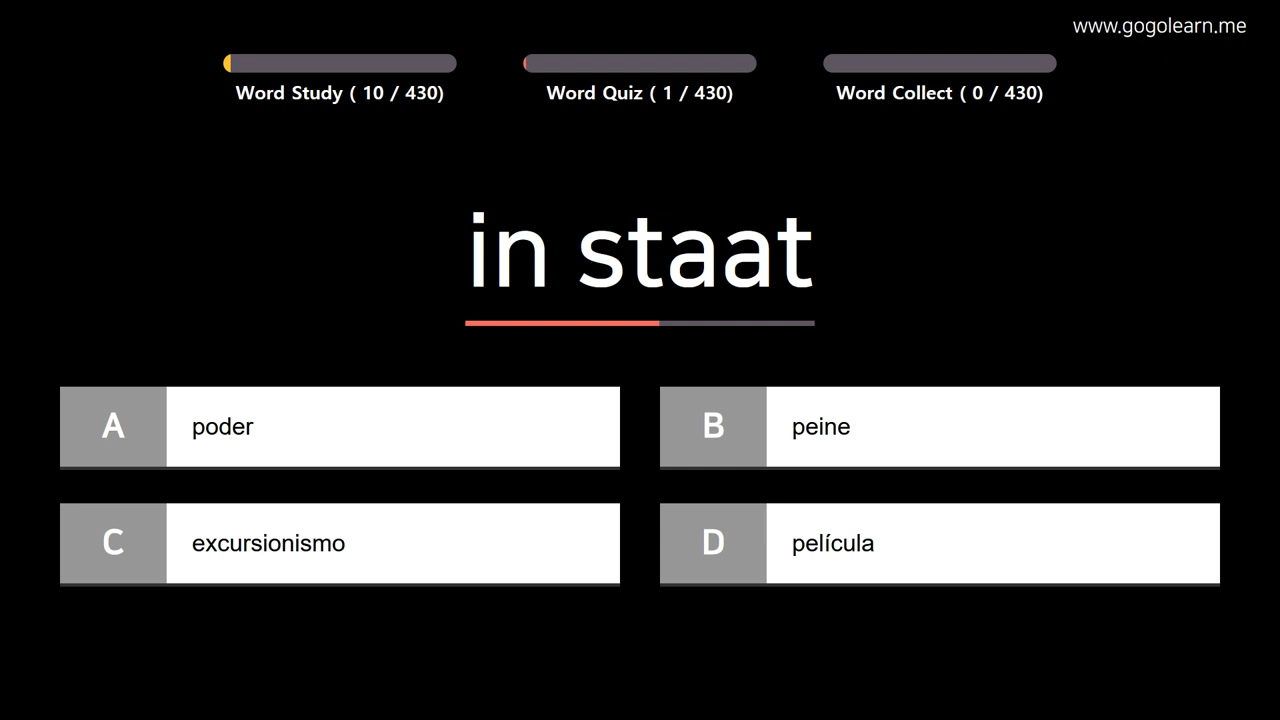 www.gogolearn.me
Word Study ( 10 / 430)
Word Quiz ( 1 / 430)
Word Collect ( 0 / 430)
in staat
A poder
B peine
C excursionismo
D película